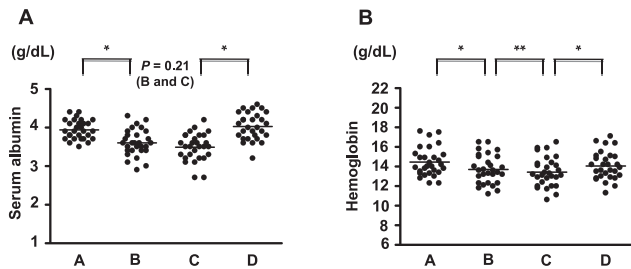 A
(g/dL)
*
P = 0.21
(B and C)
*
Serum albumin
5
4
3
2
1
A B C D
B
(g/dL)
*
**
*
Hemoglobin
22
20
18
16
14
12
10
8
6
A B C D